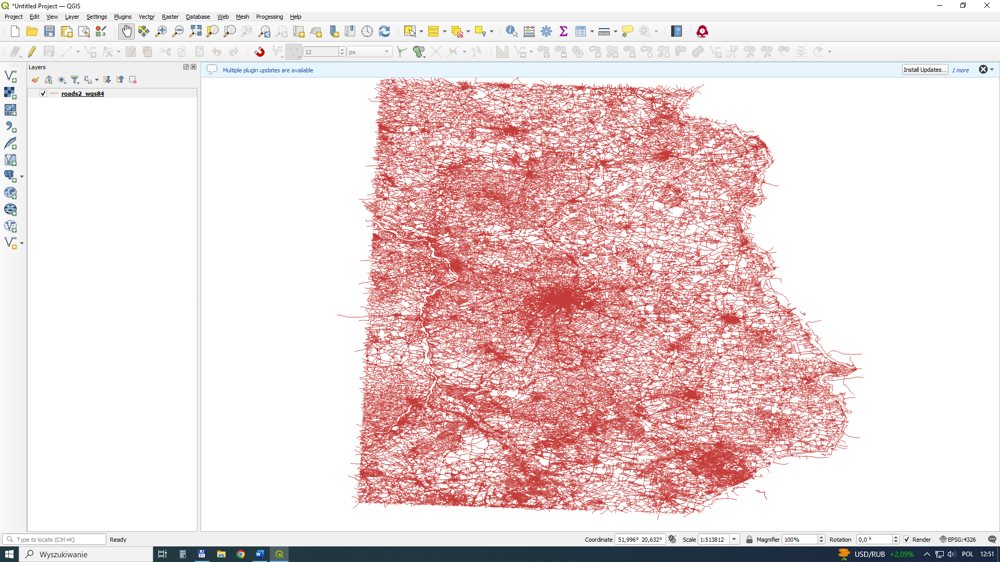 *Untitled Project — QGIS
Project Edit View Layer Settings Plugins Vector Raster Database Web Mesh Processing Help
12 px
Layers
Multiple plugin updates are available Install Updates... 1 more
roads2_wgs84
Type to locate (Ctrl+K) Ready Coordinate 51,996° 20,632° Scale 1:513812 Magnifier 100% Rotation 0,0 ° Render EPSG:4326
Wyszukiwanie USD/RUB +2,09% POL 12:51